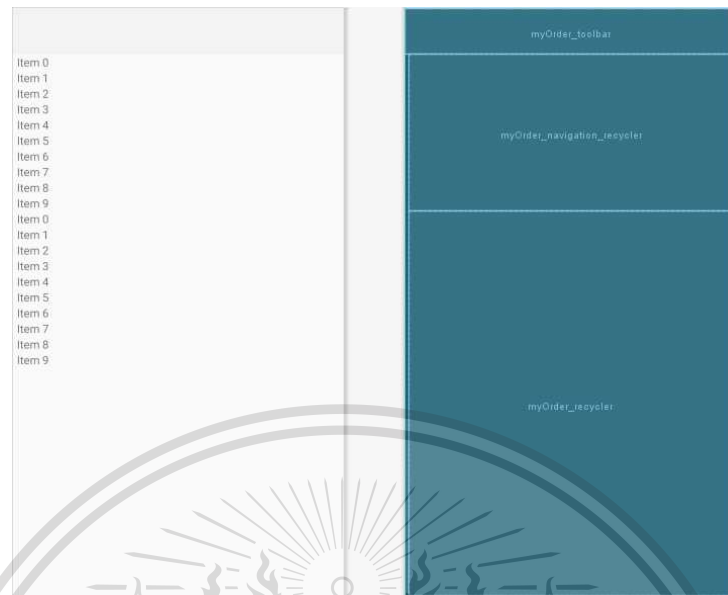 Item 0
Item 1
Item 2
Item 3
Item 4
Item 5
Item 6
Item 7
Item 8
Item 9
Item 0
Item 1
Item 2
Item 3
Item 4
Item 5
Item 6
Item 7
Item 8
Item 9
myOrder_toolbar
myOrder_navigation_recycler
myOrder_recycler